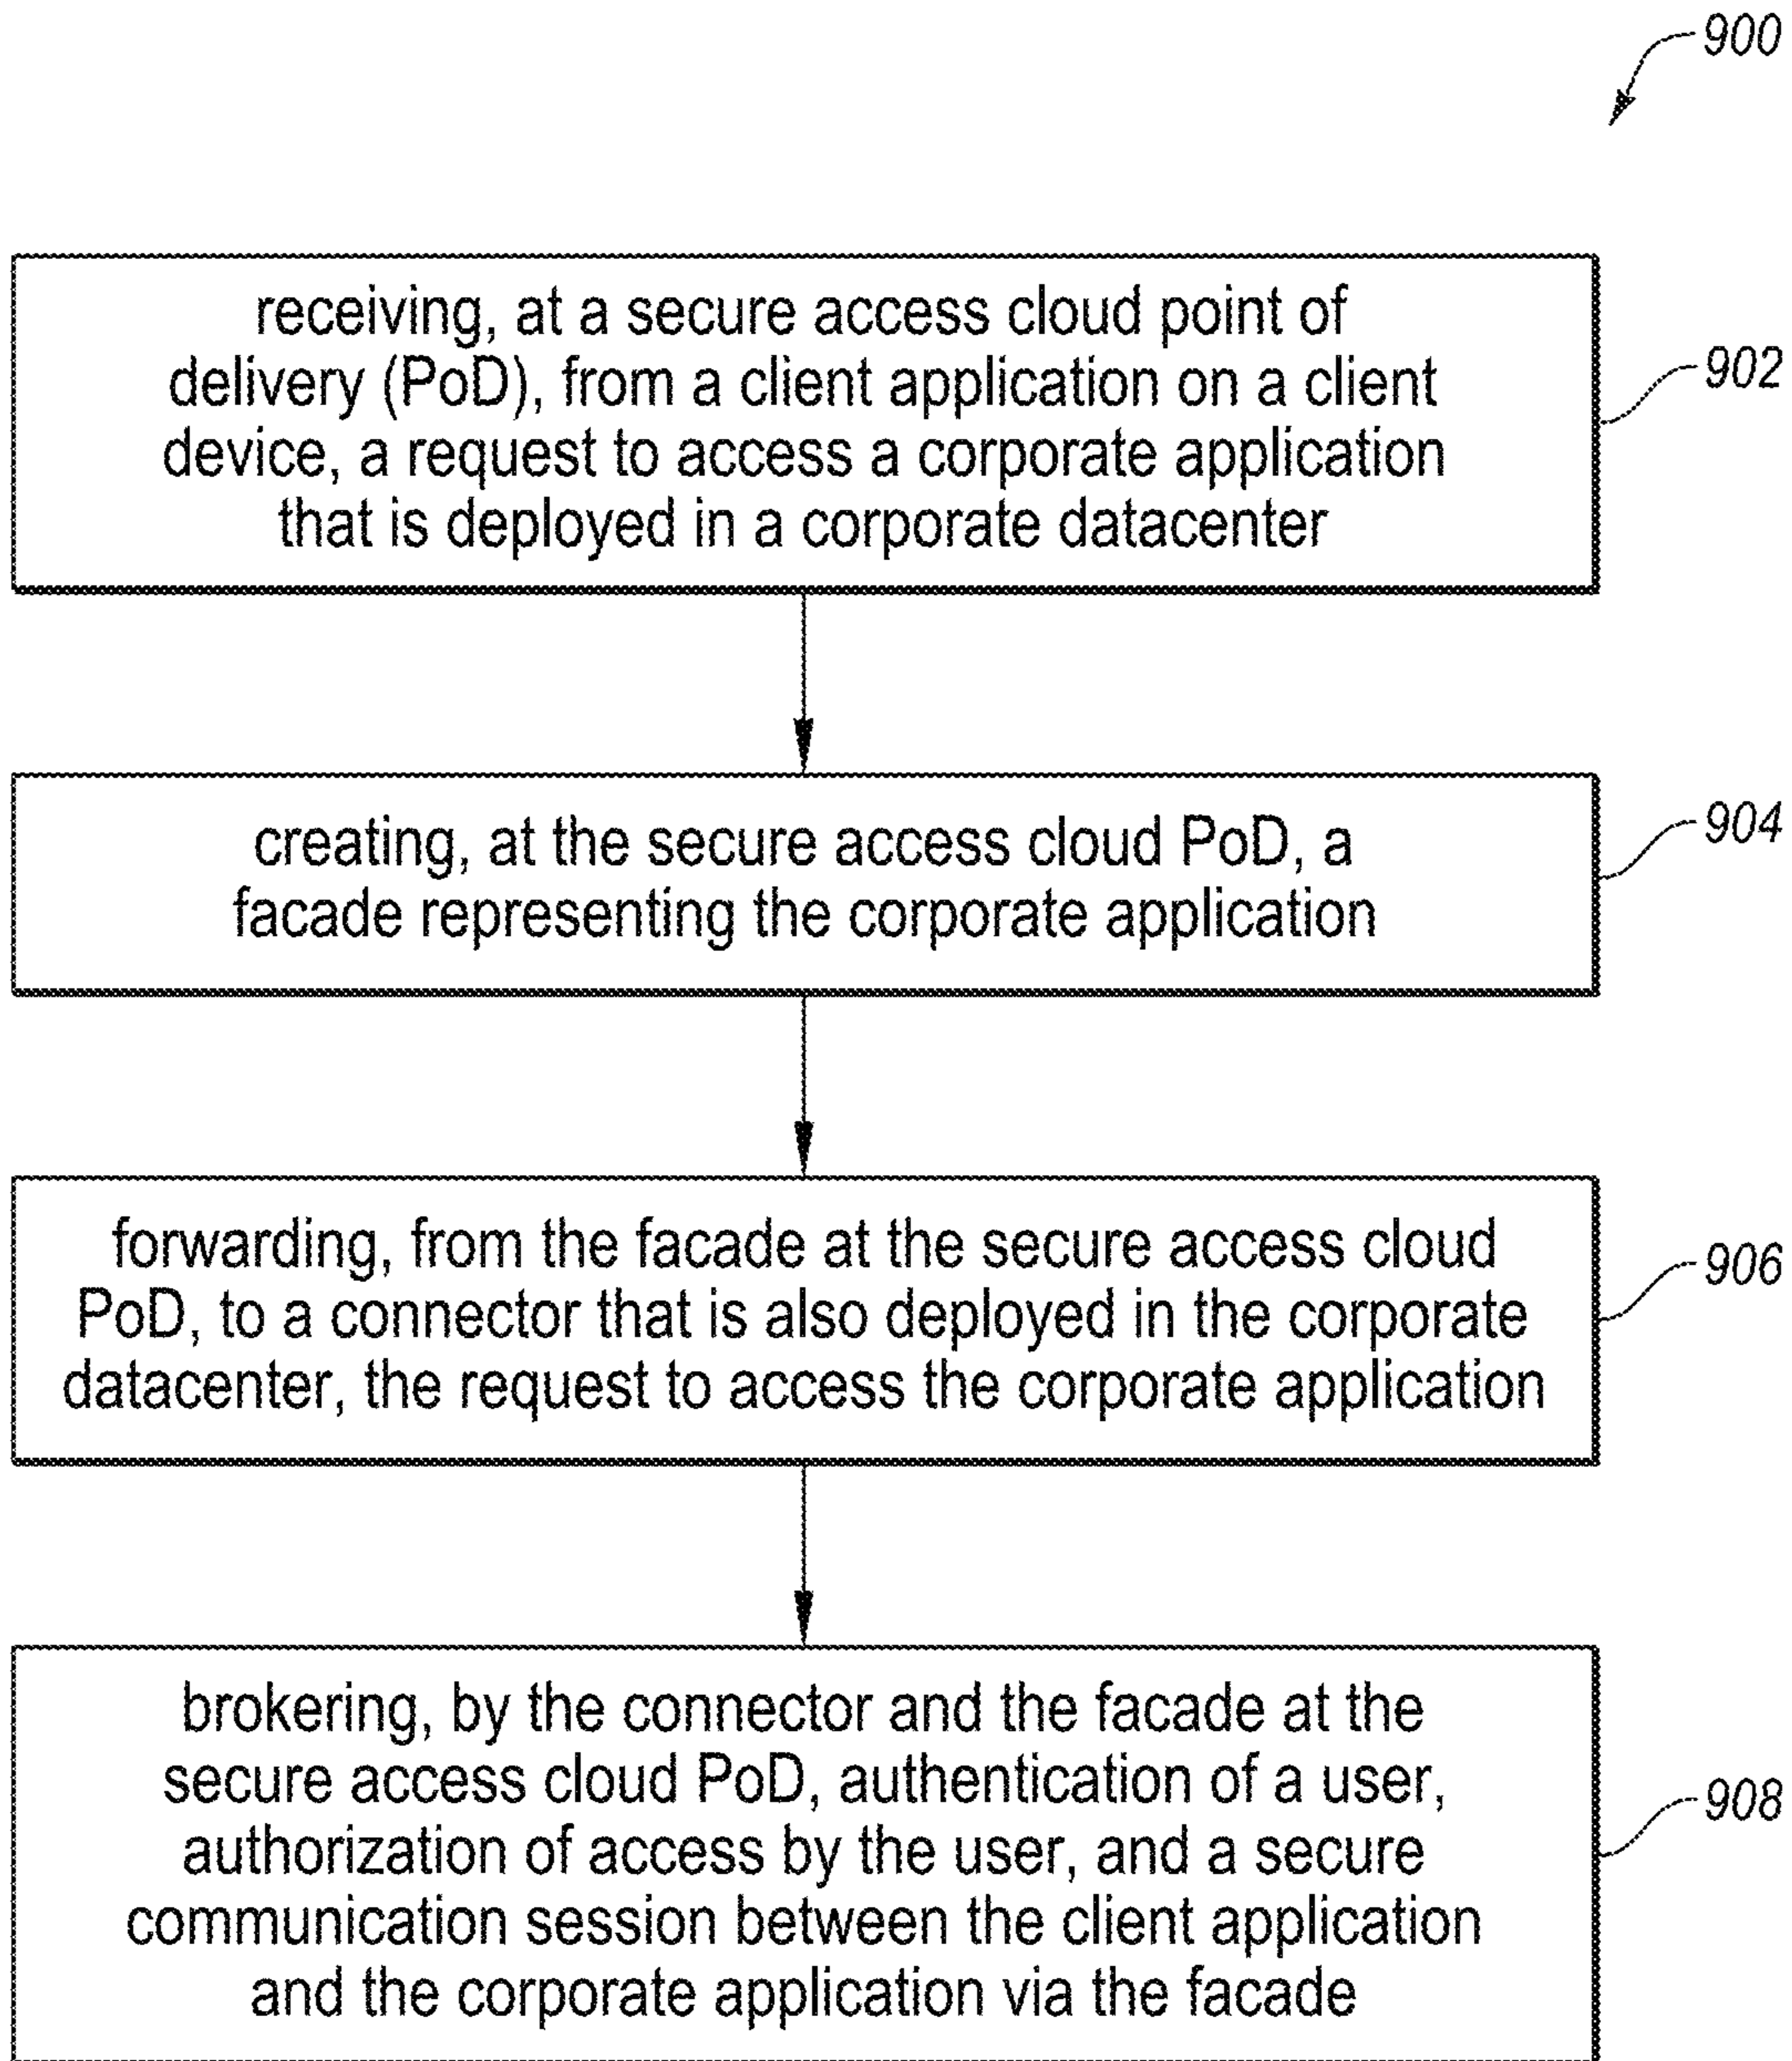 900
receiving, at a secure access cloud point of
delivery (PoD), from a client application on a client
device, a request to access a corporate application
that is deployed in a corporate datacenter
902
creating, at the secure access cloud PoD, a
facade representing the corporate application
904
forwarding, from the facade at the secure access cloud
PoD, to a connector that is also deployed in the corporate
datacenter, the request to access the corporate application
906
brokering, by the connector and the facade at the
secure access cloud PoD, authentication of a user,
authorization of access by the user, and a secure
communication session between the client application
and the corporate application via the facade
908